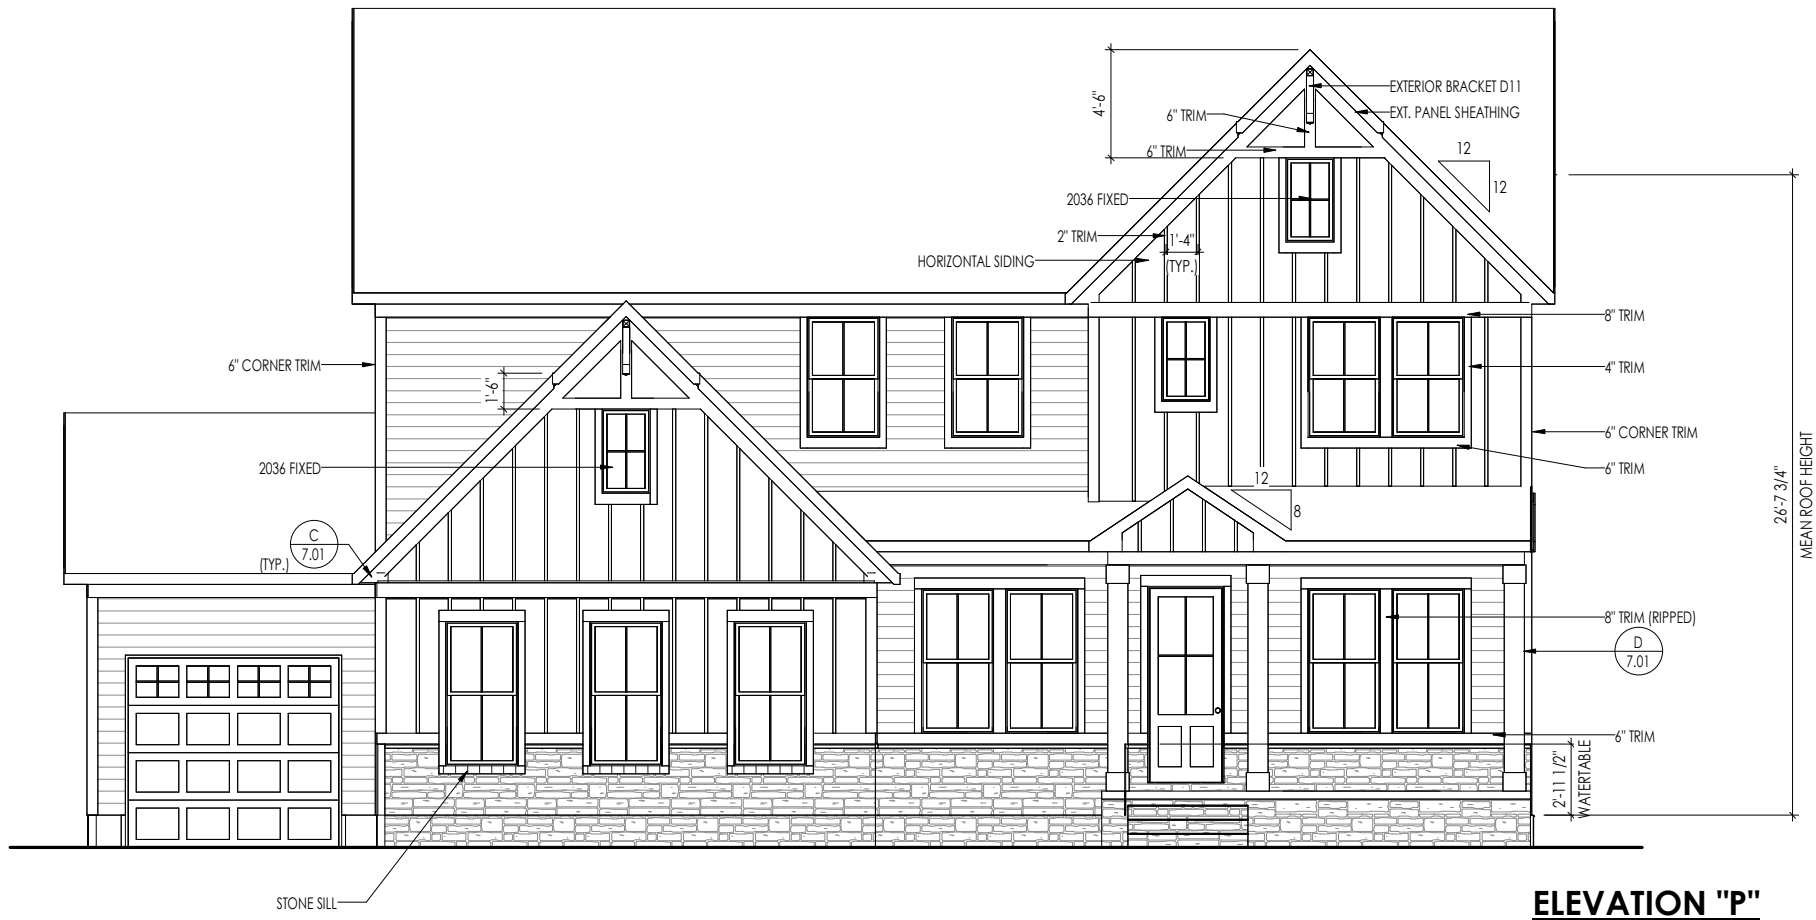 EXTERIOR BRACKET D11
4'-6"
6" TRIM
EXT. PANEL SHEATHING
6" TRIM
12
12
2036 FIXED
2" TRIM
1'-4"
(TYP.)
HORIZONTAL SIDING
8" TRIM
6" CORNER TRIM
4" TRIM
1'-6"
6" CORNER TRIM
2036 FIXED
6" TRIM
12
8
26'-7 3/4"
MEAN ROOF HEIGHT
C
7.01
(TYP.)
8" TRIM (RIPPED)
D
7.01
6" TRIM
2'-11 1/2"
WATERTABLE
STONE SILL
ELEVATION "P"